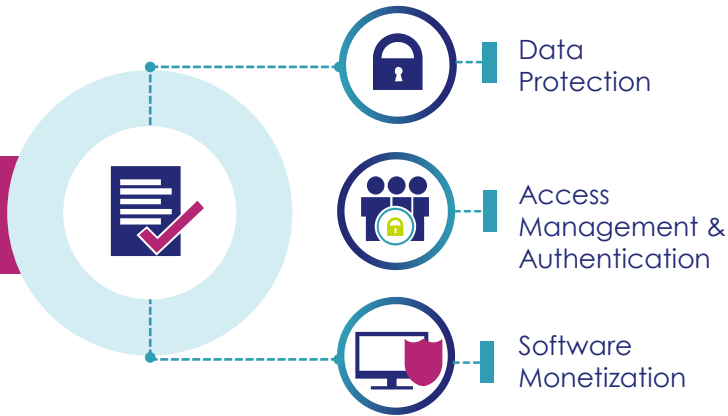 Data
Protection
Access
Management &
Authentication
Software
Monetization